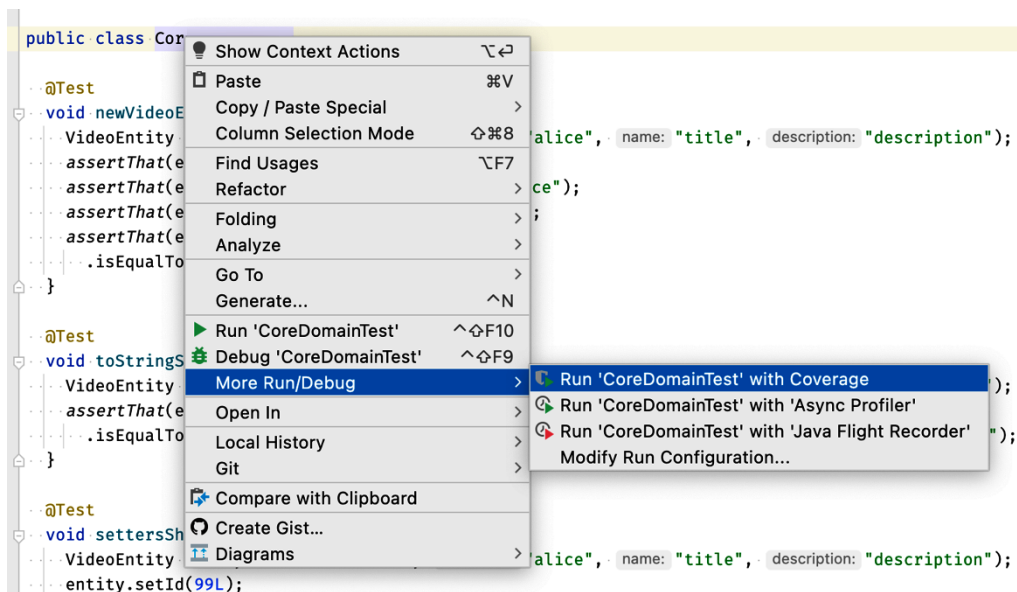 public class Cor
@Test
void newVideoE
VideoEntity alice", name: "title", description: "description");
assertThat(e
assertThat(e ce");
assertThat(e ;
assertThat(e
.isEqualTo
}
@Test
void toStringS
VideoEntity ");
assertThat(e
.isEqualTo ");
}
@Test
void settersSh
VideoEntity alice", name: "title", description: "description");
entity.setId(99L);
Show Context Actions ⌥⏎
Paste ⌘V
Copy / Paste Special >
Column Selection Mode ⇧⌘8
Find Usages ⌥F7
Refactor >
Folding >
Analyze >
Go To >
Generate... ^N
Run 'CoreDomainTest' ^⇧F10
Debug 'CoreDomainTest' ^⇧F9
More Run/Debug >
Open In >
Local History >
Git >
Compare with Clipboard
Create Gist...
Diagrams >
Run 'CoreDomainTest' with Coverage
Run 'CoreDomainTest' with 'Async Profiler'
Run 'CoreDomainTest' with 'Java Flight Recorder'
Modify Run Configuration...